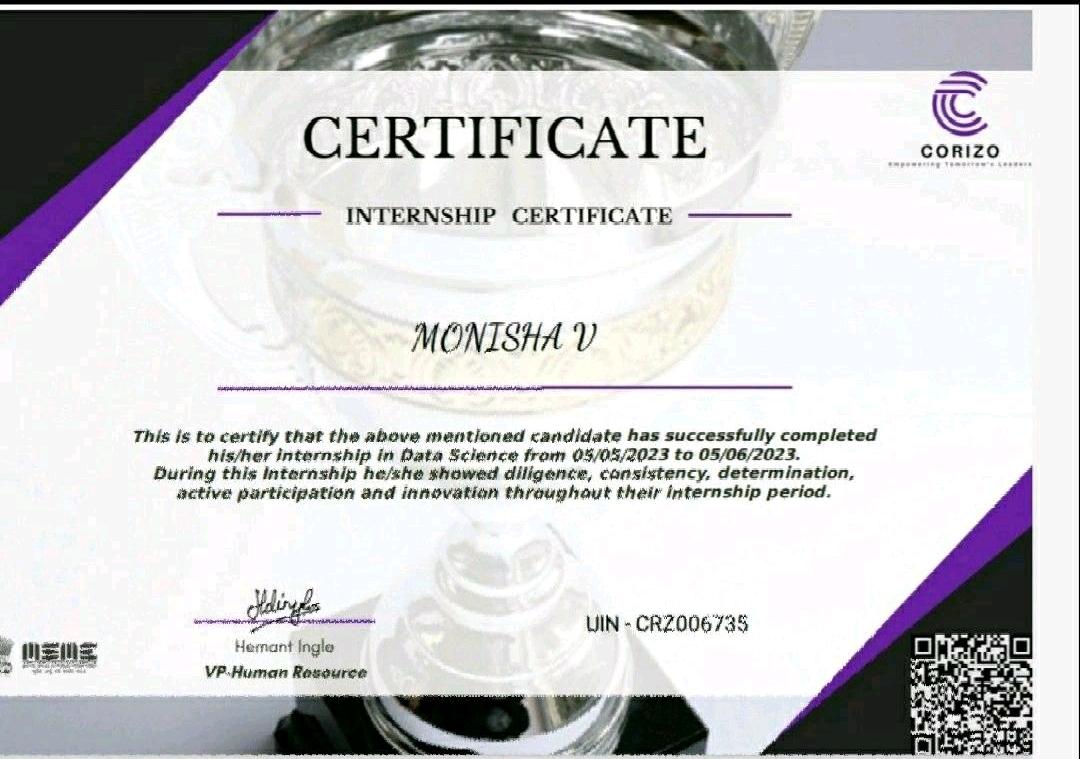 CERTIFICATE
CORIZO
Empowering Tomorrow's Leaders
INTERNSHIP CERTIFICATE
MONISHA V
This is to certify that the above mentioned candidate has successfully completed
his/her internship in Data Science from 05/05/2023 to 05/06/2023.
During this internship he/she showed diligence, consistency, determination,
active participation and innovation throughout their internship period.
Hemant Ingle
VP-Human Resource
UIN - CRZ006735
MSME